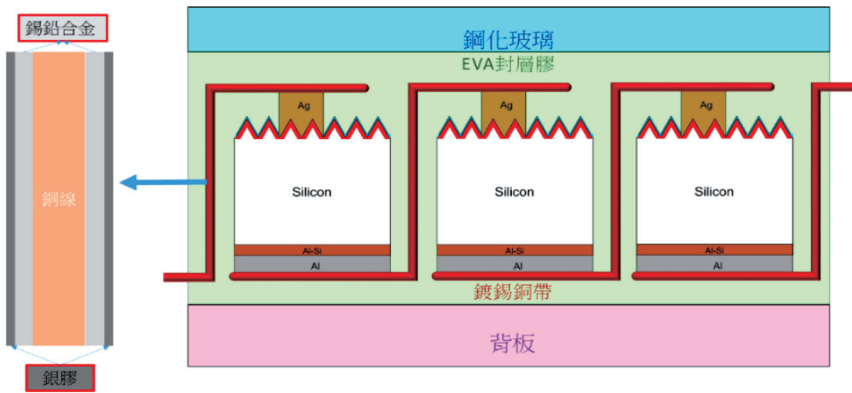 錫鉛合金
銅線
銀膠
鋼化玻璃
EVA封層膠
Ag
Ag
Ag
Silicon
Silicon
Silicon
Al-Si
Al-Si
Al-Si
Al
Al
Al
鍍錫銅帶
背板